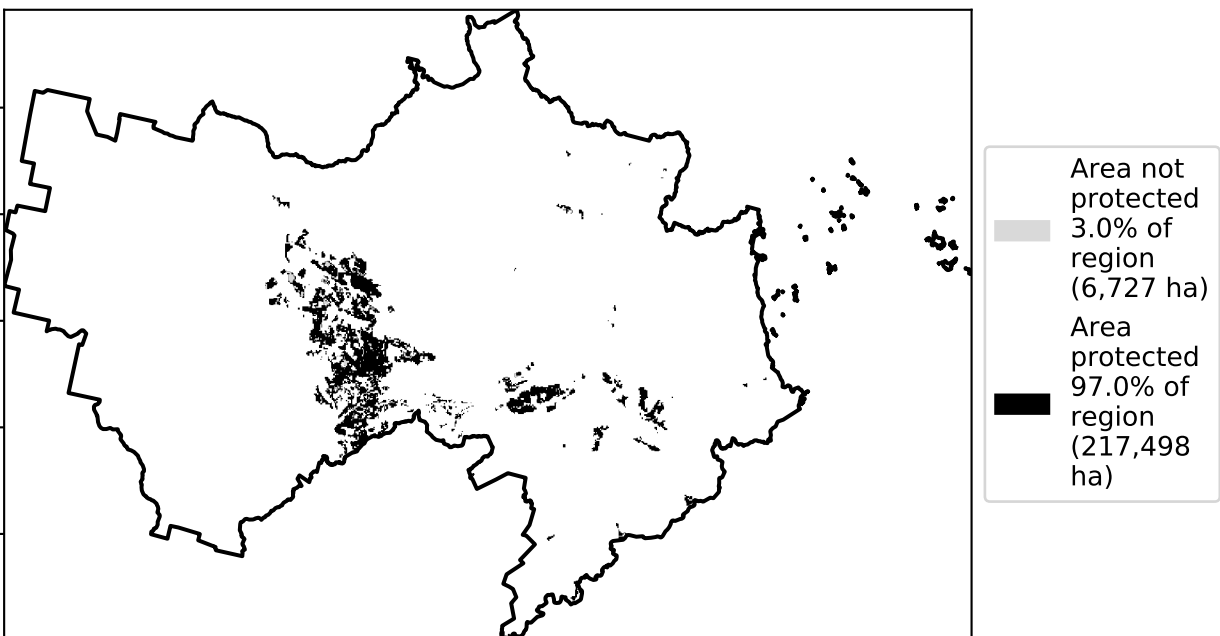 Area not
protected
3.0% of
region
(6,727 ha)
Area
protected
97.0% of
region
(217,498
ha)